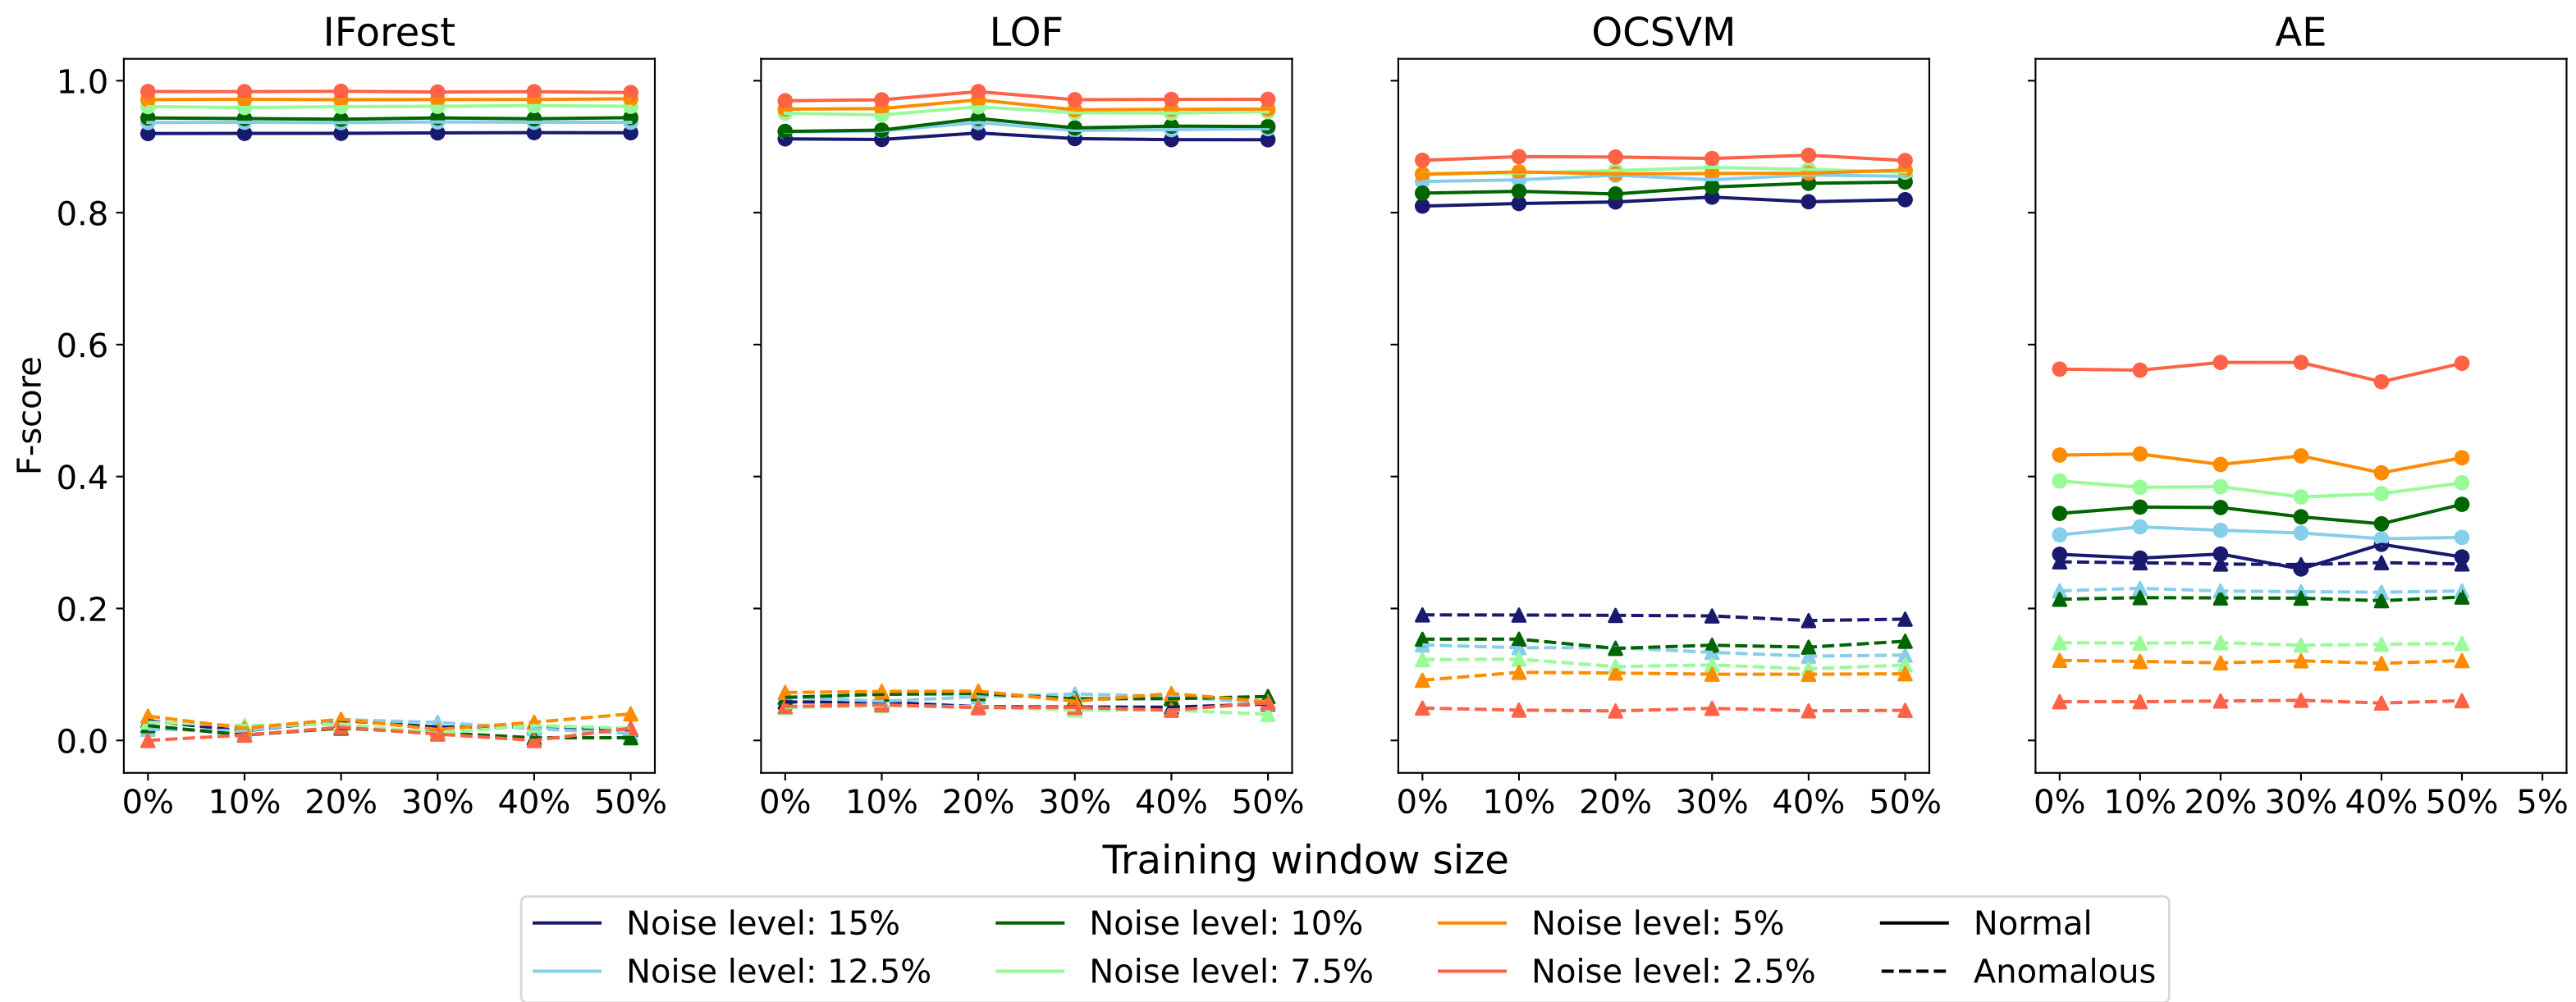 IForest LOF OCSVM AE
F-score
1.0
0.8
0.6
0.4
0.2
0.0
0% 10% 20% 30% 40% 50% 0% 10% 20% 30% 40% 50% 0% 10% 20% 30% 40% 50% 0% 10% 20% 30% 40% 50% 5%
Training window size
Noise level: 15% Noise level: 10% Noise level: 5% Normal
Noise level: 12.5% Noise level: 7.5% Noise level: 2.5% Anomalous